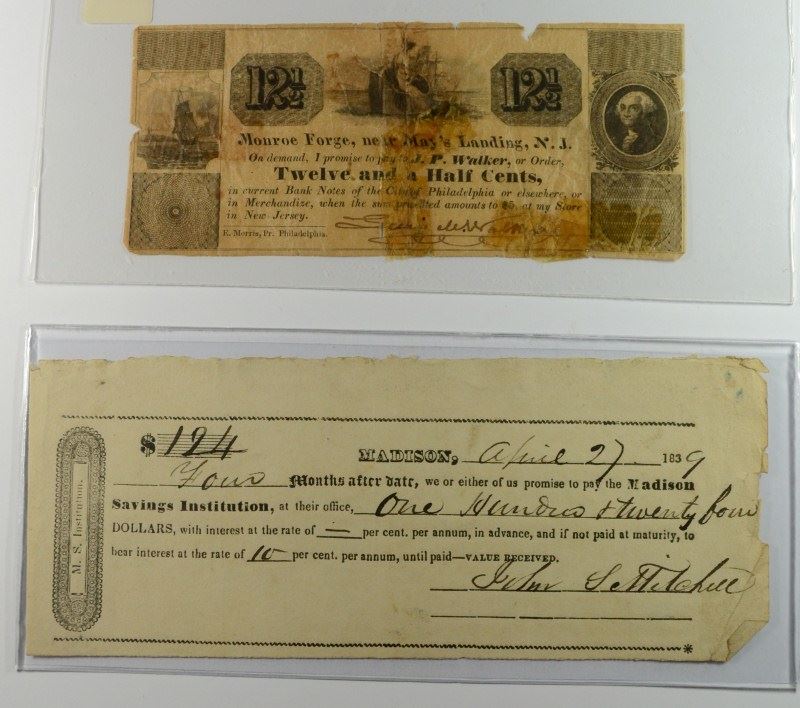 12½ 12½
Monroe Forge, near May's Landing, N. J.
On demand, I promise to pay to J. P. Walker, or Order,
Twelve and a Half Cents,
in current Bank Notes of the City of Philadelphia or elsewhere, or
in Merchandize, when the sum presented amounts to $5, at my Store
in New Jersey.
E. Morris, Pr. Philadelphia.
$124
MADISON, April 27 1839
Four Months after date, we or either of us promise to pay the Madison
Savings Institution, at their office, One Hundred & twenty four
DOLLARS, with interest at the rate of — per cent. per annum, in advance, and if not paid at maturity, to
bear interest at the rate of 10 per cent. per annum, until paid—VALUE RECEIVED.
John S Mitchell
M. S. Institution.